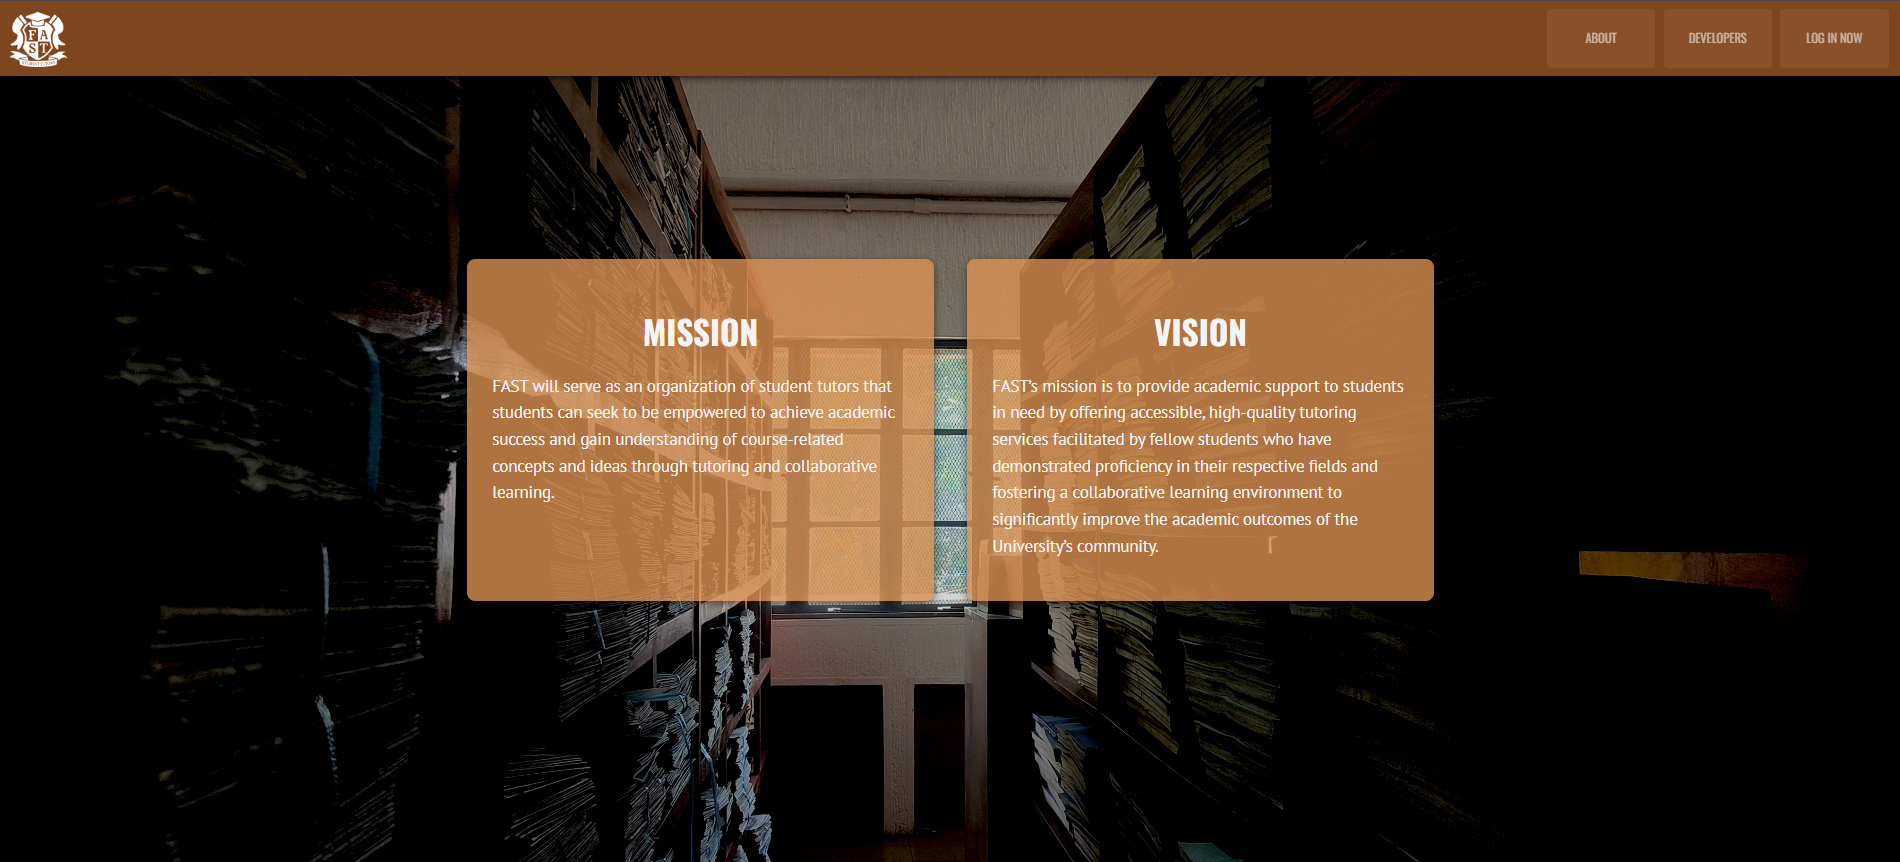 FAST
ABOUT
DEVELOPERS
LOG IN NOW
MISSION
FAST will serve as an organization of student tutors that
students can seek to be empowered to achieve academic
success and gain understanding of course-related
concepts and ideas through tutoring and collaborative
learning.
VISION
FAST's mission is to provide academic support to students
in need by offering accessible, high-quality tutoring
services facilitated by fellow students who have
demonstrated proficiency in their respective fields and
fostering a collaborative learning environment to
significantly improve the academic outcomes of the
University's community.